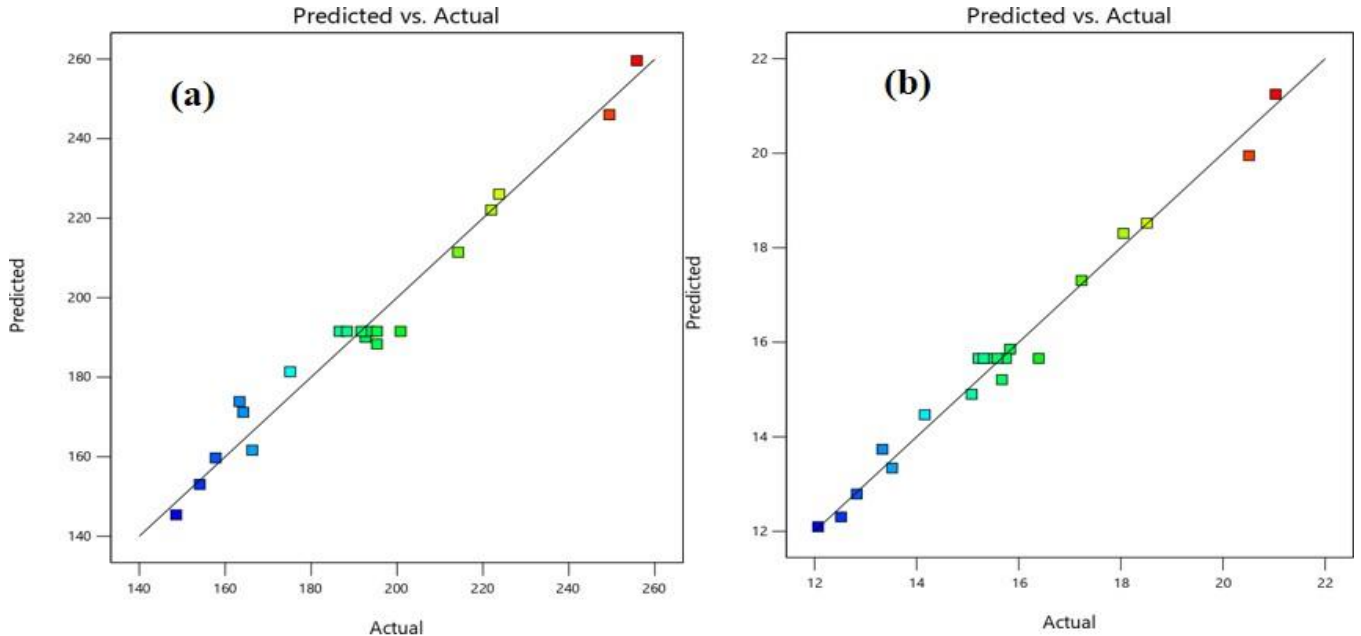 Predicted vs. Actual
(a)
260
240
220
200
180
160
140
Predicted
140 160 180 200 220 240 260
Actual
Predicted vs. Actual
(b)
22
20
18
16
14
12
Predicted
12 14 16 18 20 22
Actual